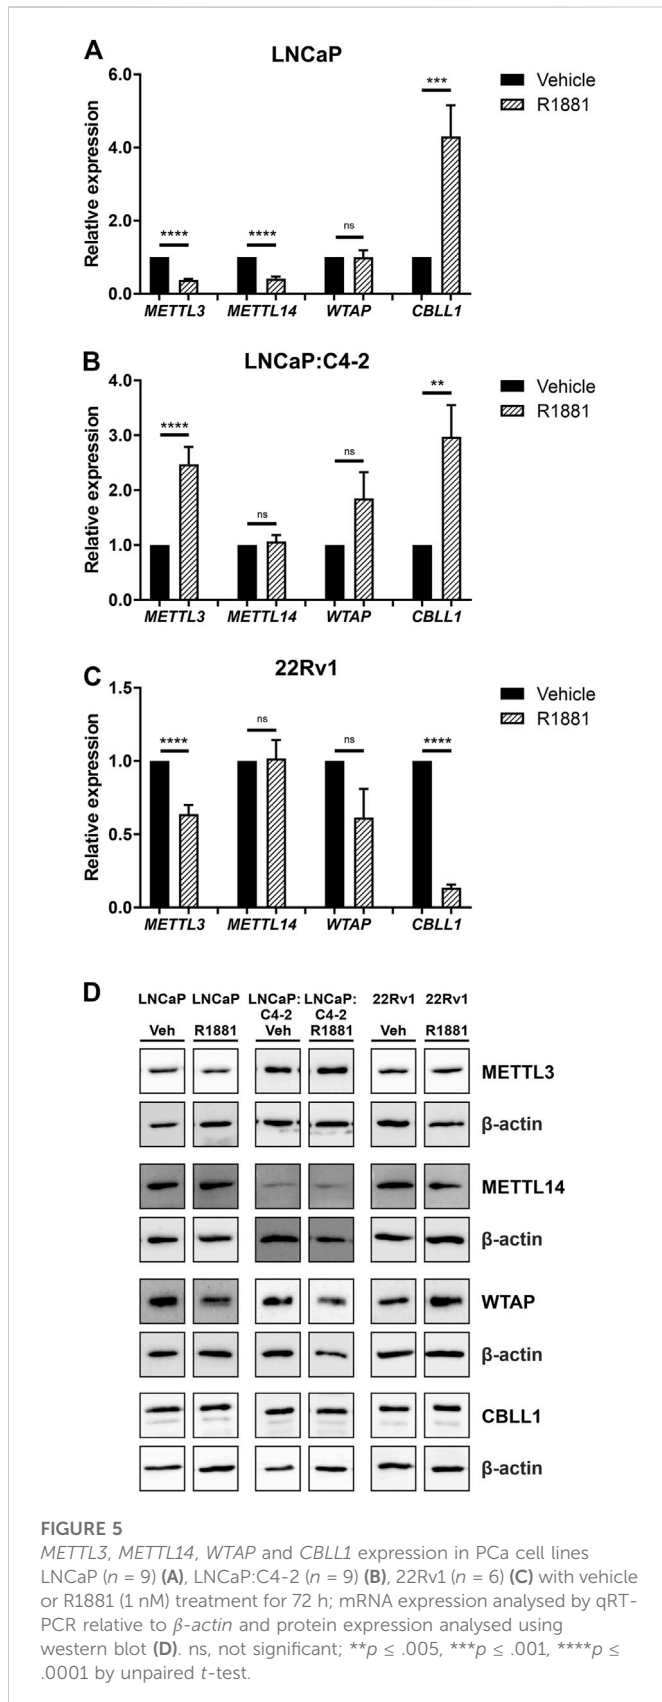 A
LNCaP
Relative expression
6.0
4.0
2.0
1.0
0.0
****
****
ns
***
Vehicle
R1881
METTL3
METTL14
WTAP
CBLL1
B
LNCaP:C4-2
Relative expression
4.0
3.0
2.0
1.0
0.0
****
ns
ns
**
Vehicle
R1881
METTL3
METTL14
WTAP
CBLL1
C
22Rv1
Relative expression
1.5
1.0
0.5
0.0
****
ns
ns
****
Vehicle
R1881
METTL3
METTL14
WTAP
CBLL1
D
LNCaP LNCaP LNCaP: LNCaP: 22Rv1 22Rv1
C4-2 C4-2
Veh R1881 Veh R1881 Veh R1881
METTL3
β-actin
METTL14
β-actin
WTAP
β-actin
CBLL1
β-actin
FIGURE 5
METTL3, METTL14, WTAP and CBLL1 expression in PCa cell lines
LNCaP (n = 9) (A), LNCaP:C4-2 (n = 9) (B), 22Rv1 (n = 6) (C) with vehicle
or R1881 (1 nM) treatment for 72 h; mRNA expression analysed by qRT-
PCR relative to β-actin and protein expression analysed using
western blot (D). ns, not significant; **p ≤ .005, ***p ≤ .001, ****p ≤
.0001 by unpaired t-test.